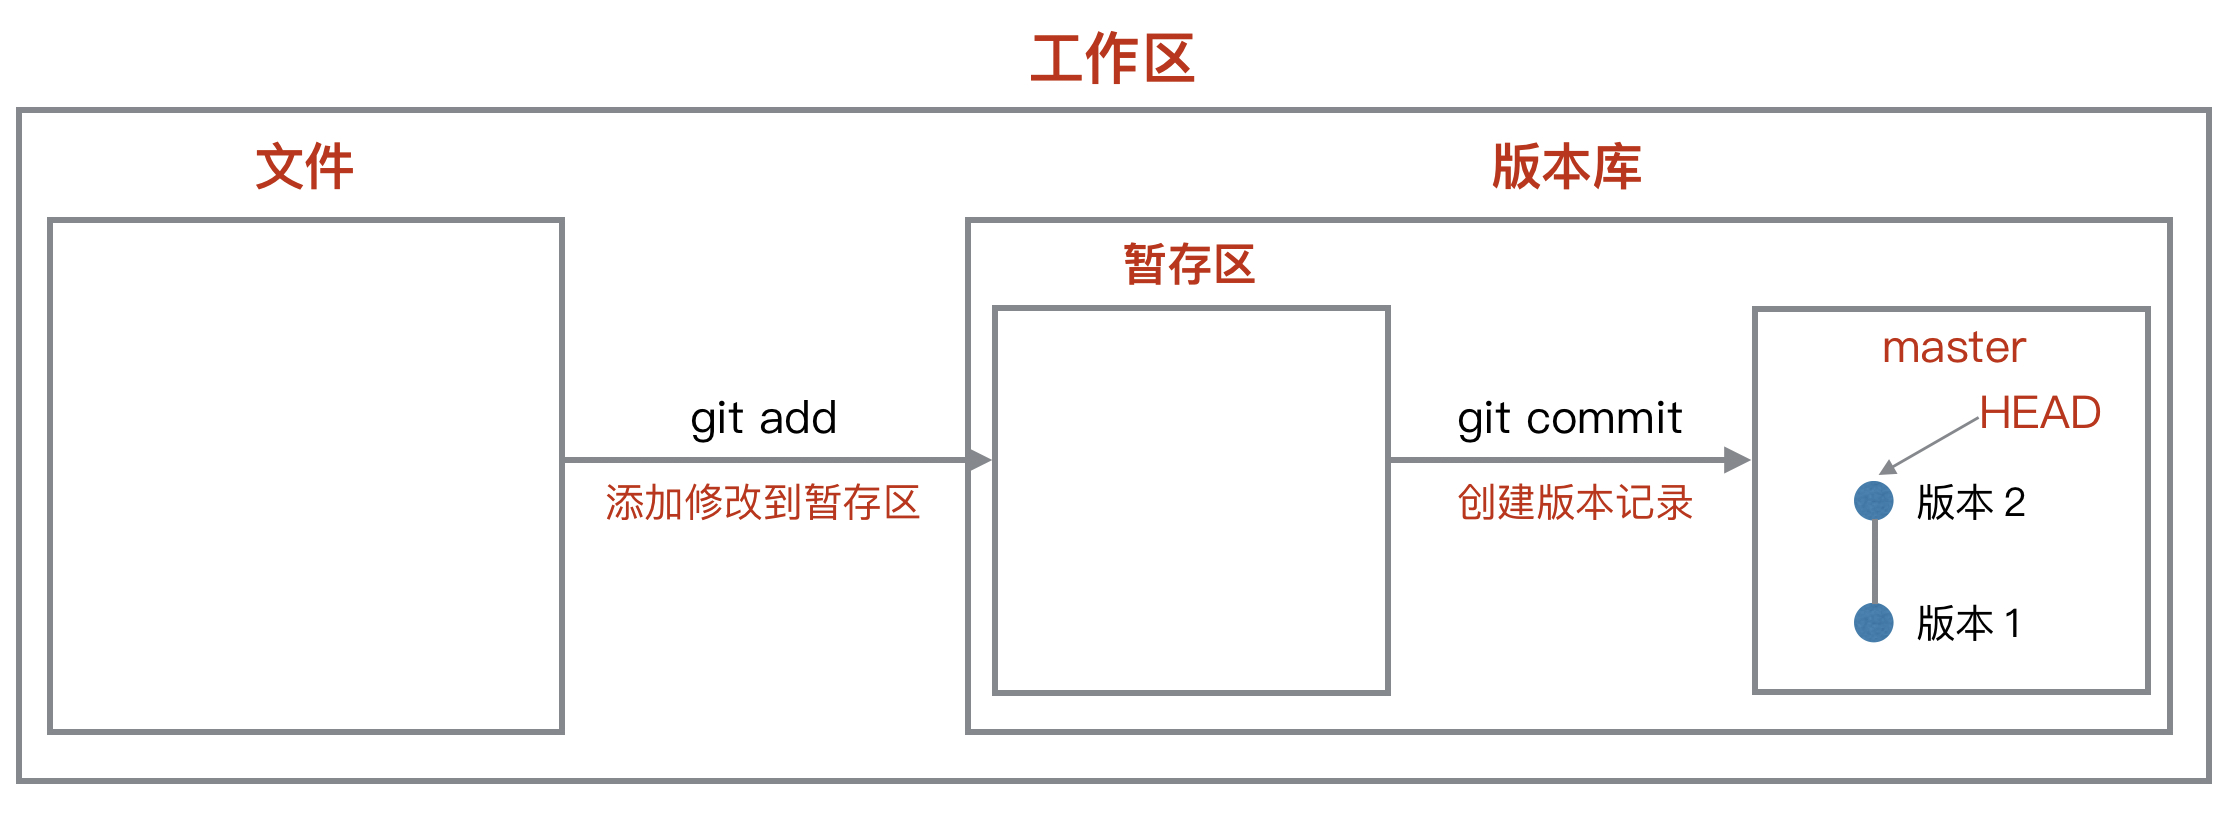 工作区
文件
版本库
暂存区
master
HEAD
git add
git commit
添加修改到暂存区
创建版本记录
版本 2
版本 1